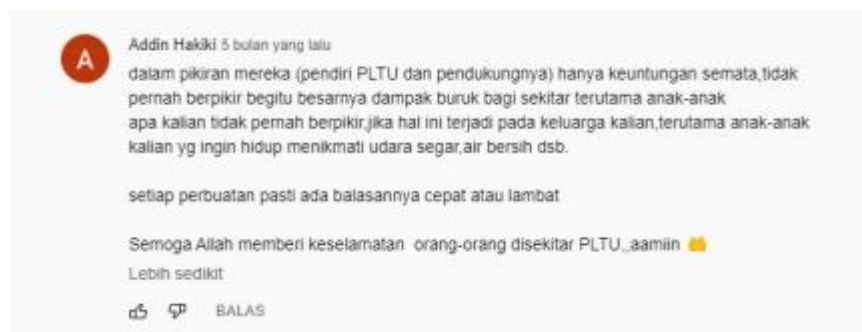 A
Addin Hakiki 5 bulan yang lalu
dalam pikiran mereka (pendiri PLTU dan pendukungnya) hanya keuntungan semata,tidak
pernah berpikir begitu besarnya dampak buruk bagi sekitar terutama anak-anak
apa kalian tidak pernah berpikir,jika hal ini terjadi pada keluarga kalian,terutama anak-anak
kalian yg ingin hidup menikmati udara segar,air bersih dsb.
setiap perbuatan pasti ada balasannya cepat atau lambat
Semoga Allah memberi keselamatan orang-orang disekitar PLTU,,aamiin 🤲
Lebih sedikit
BALAS